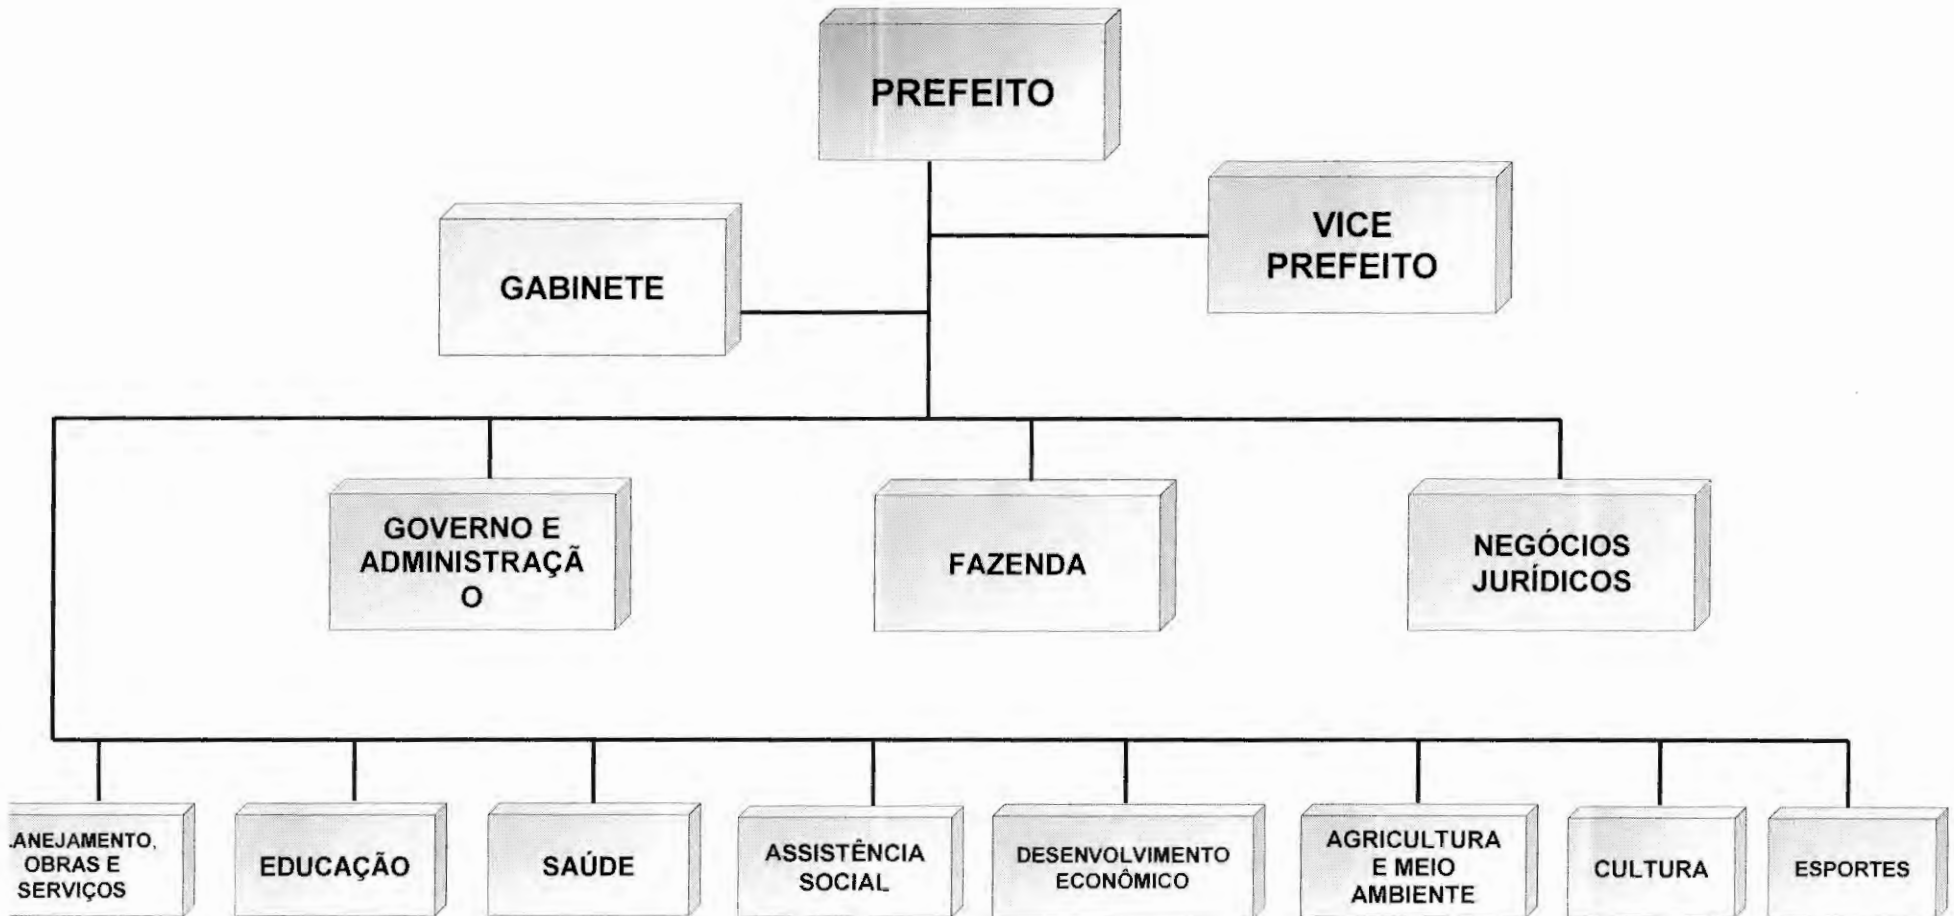 PREFEITO
VICE
PREFEITO
GABINETE
GOVERNO E
ADMINISTRAÇÃ
O
FAZENDA
NEGÓCIOS
JURÍDICOS
LANEJAMENTO,
OBRAS E
SERVIÇOS
EDUCAÇÃO
SAÚDE
ASSISTÊNCIA
SOCIAL
DESENVOLVIMENTO
ECONÔMICO
AGRICULTURA
E MEIO
AMBIENTE
CULTURA
ESPORTES